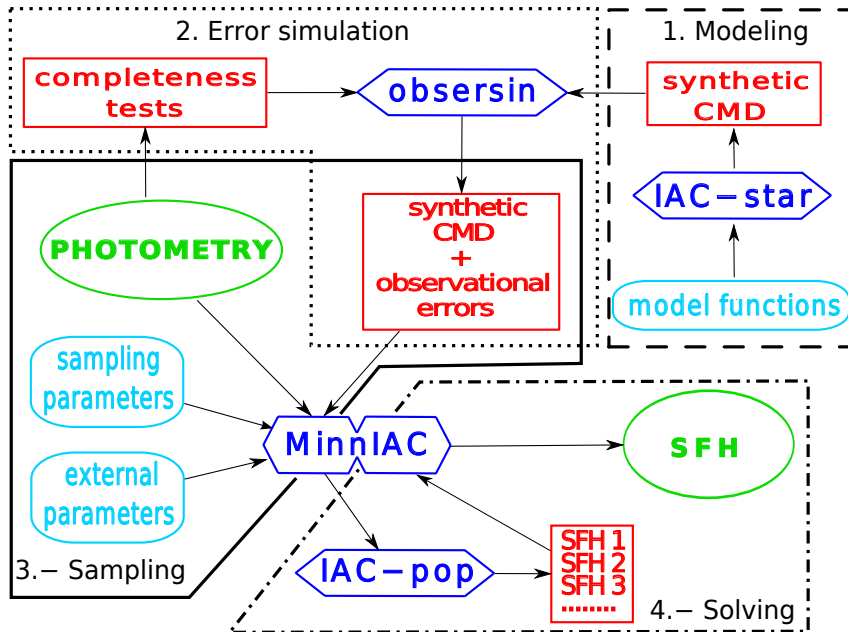 2. Error simulation
1. Modeling
completeness
tests
obsersin
synthetic
CMD
IAC-star
model functions
PHOTOMETRY
synthetic
CMD
+
observational
errors
sampling
parameters
external
parameters
MinnIAC
SFH
IAC-pop
SFH 1
SFH 2
SFH 3
........
3.- Sampling
4.- Solving